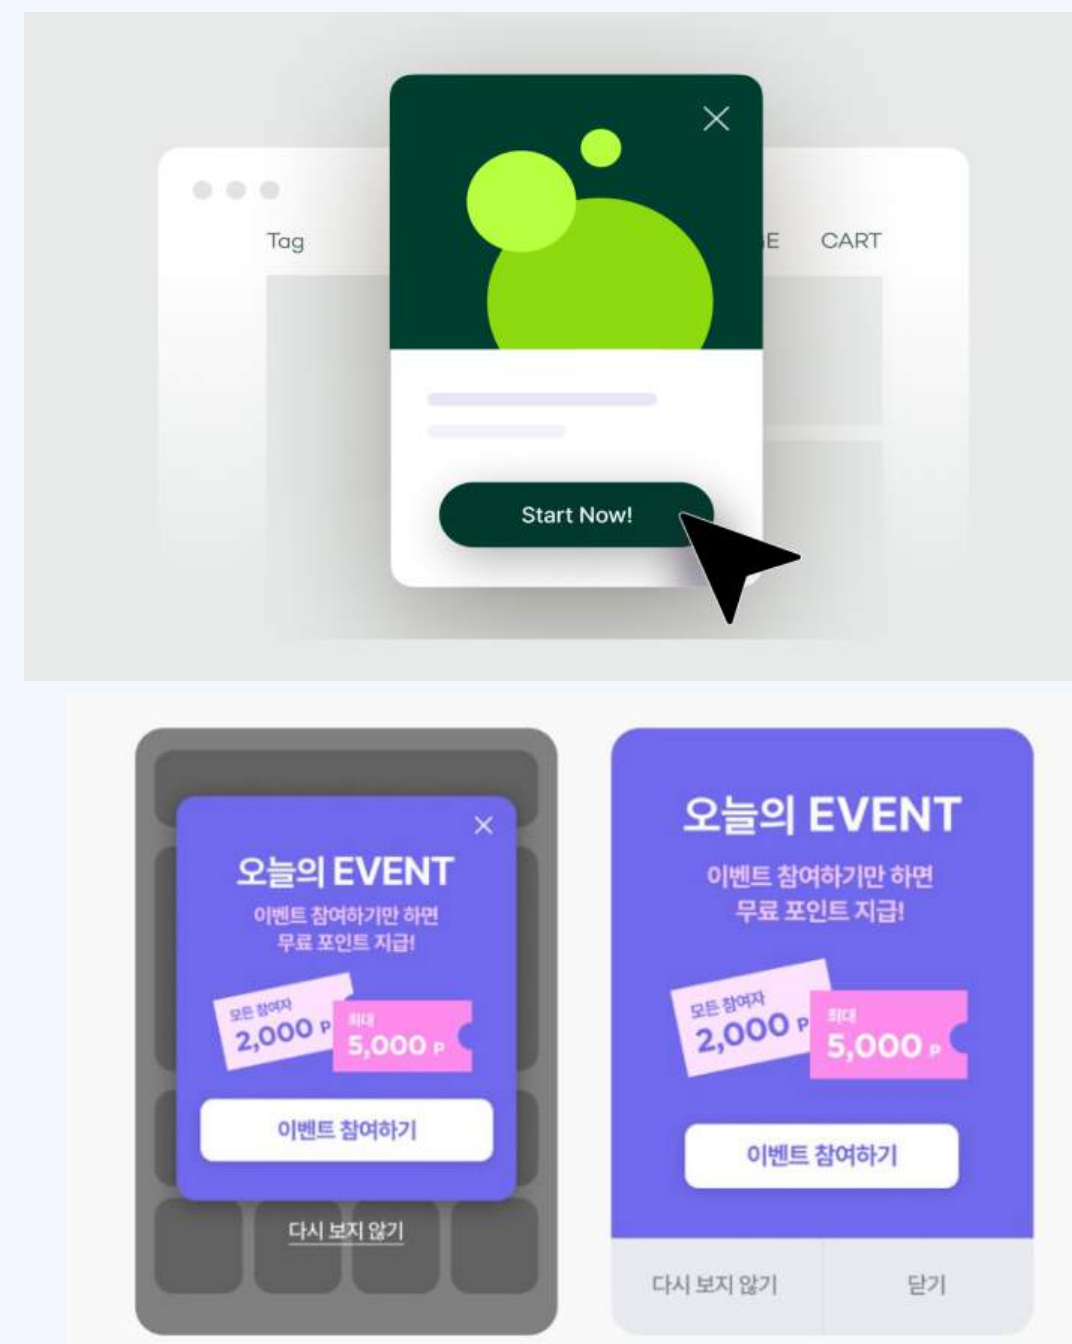 Tag
CART
Start Now!
오늘의 EVENT
이벤트 참여하기만 하면
무료 포인트 지급!
모든 참여자
2,000 P
최대
5,000 P
이벤트 참여하기
다시 보지 않기
오늘의 EVENT
이벤트 참여하기만 하면
무료 포인트 지급!
모든 참여자
2,000 P
최대
5,000 P
이벤트 참여하기
다시 보지 않기
닫기